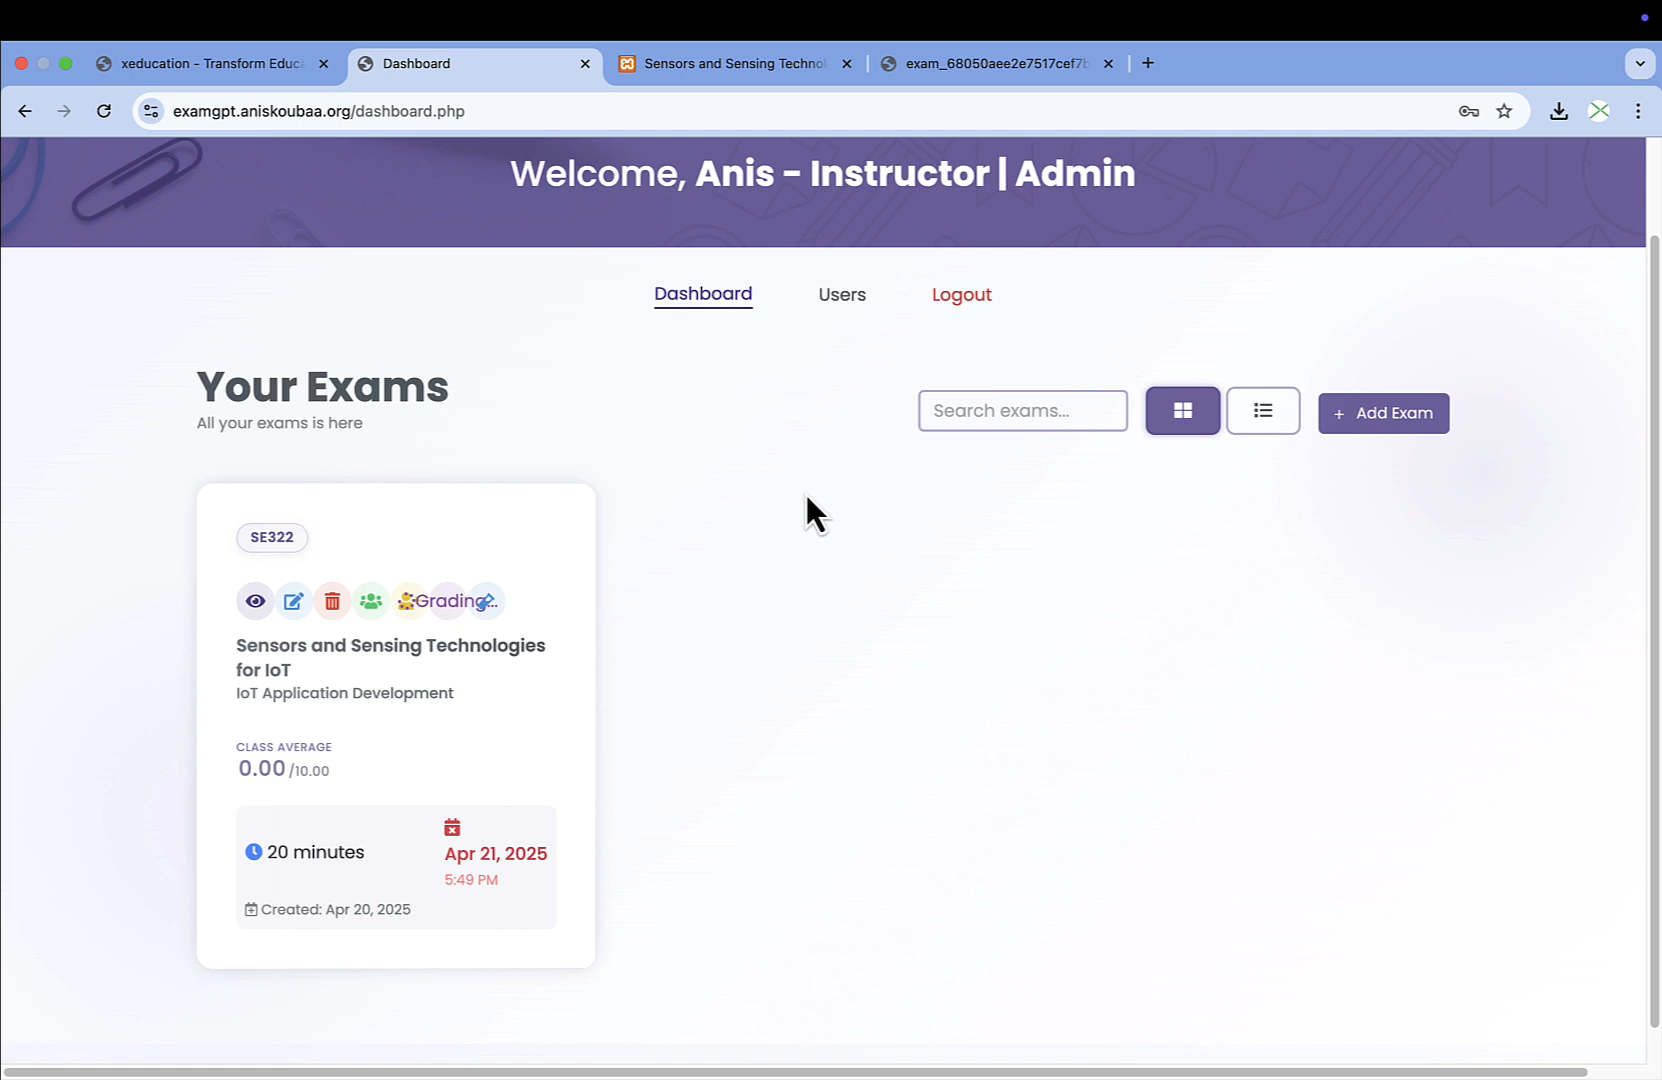 xeducation - Transform Educa
Dashboard
Sensors and Sensing Technol
exam_68050aee2e7517cef7b
examgpt.aniskoubaa.org/dashboard.php
Welcome, Anis - Instructor | Admin
Dashboard
Users
Logout
Your Exams
All your exams is here
Search exams...
+ Add Exam
SE322
Grading...
Sensors and Sensing Technologies
for IoT
IoT Application Development
CLASS AVERAGE
0.00 /10.00
20 minutes
Apr 21, 2025
5:49 PM
Created: Apr 20, 2025